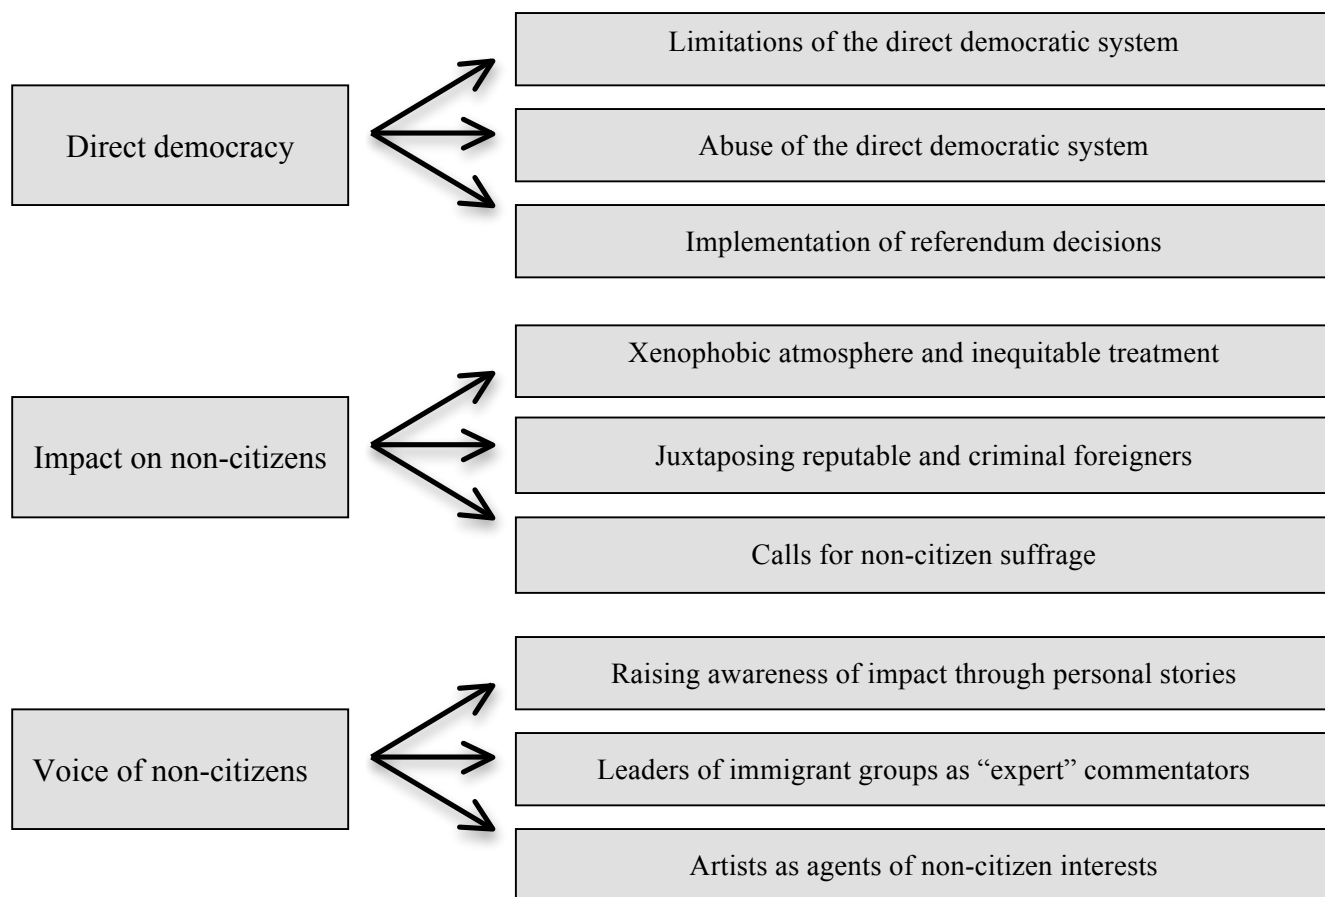 Limitations of the direct democratic system
Direct democracy
Abuse of the direct democratic system
Implementation of referendum decisions
Xenophobic atmosphere and inequitable treatment
Impact on non-citizens
Juxtaposing reputable and criminal foreigners
Calls for non-citizen suffrage
Raising awareness of impact through personal stories
Voice of non-citizens
Leaders of immigrant groups as “expert” commentators
Artists as agents of non-citizen interests